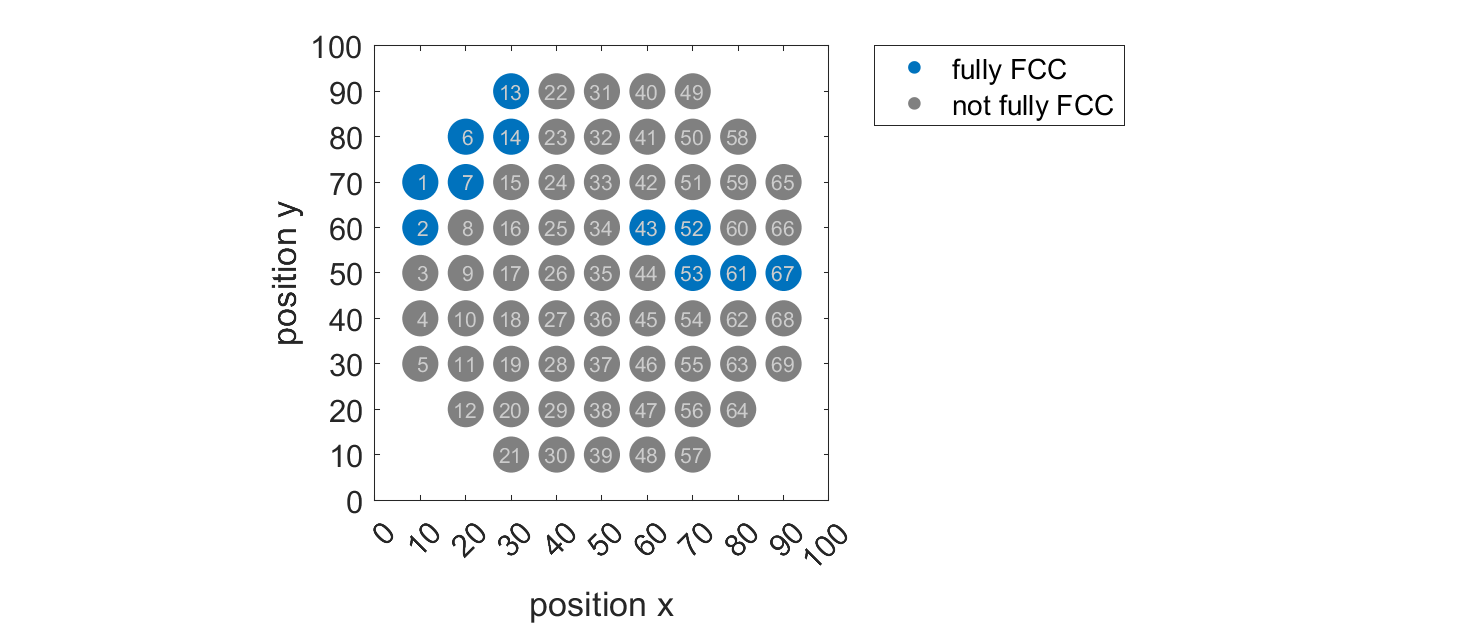 100
90
80
70
60
50
40
30
20
10
0
position y
13 22 31 40 49
6 14 23 32 41 50 58
1 7 15 24 33 42 51 59 65
2 8 16 25 34 43 52 60 66
3 9 17 26 35 44 53 61 67
4 10 18 27 36 45 54 62 68
5 11 19 28 37 46 55 63 69
12 20 29 38 47 56 64
21 30 39 48 57
0 10 20 30 40 50 60 70 80 90 100
position x
fully FCC
not fully FCC